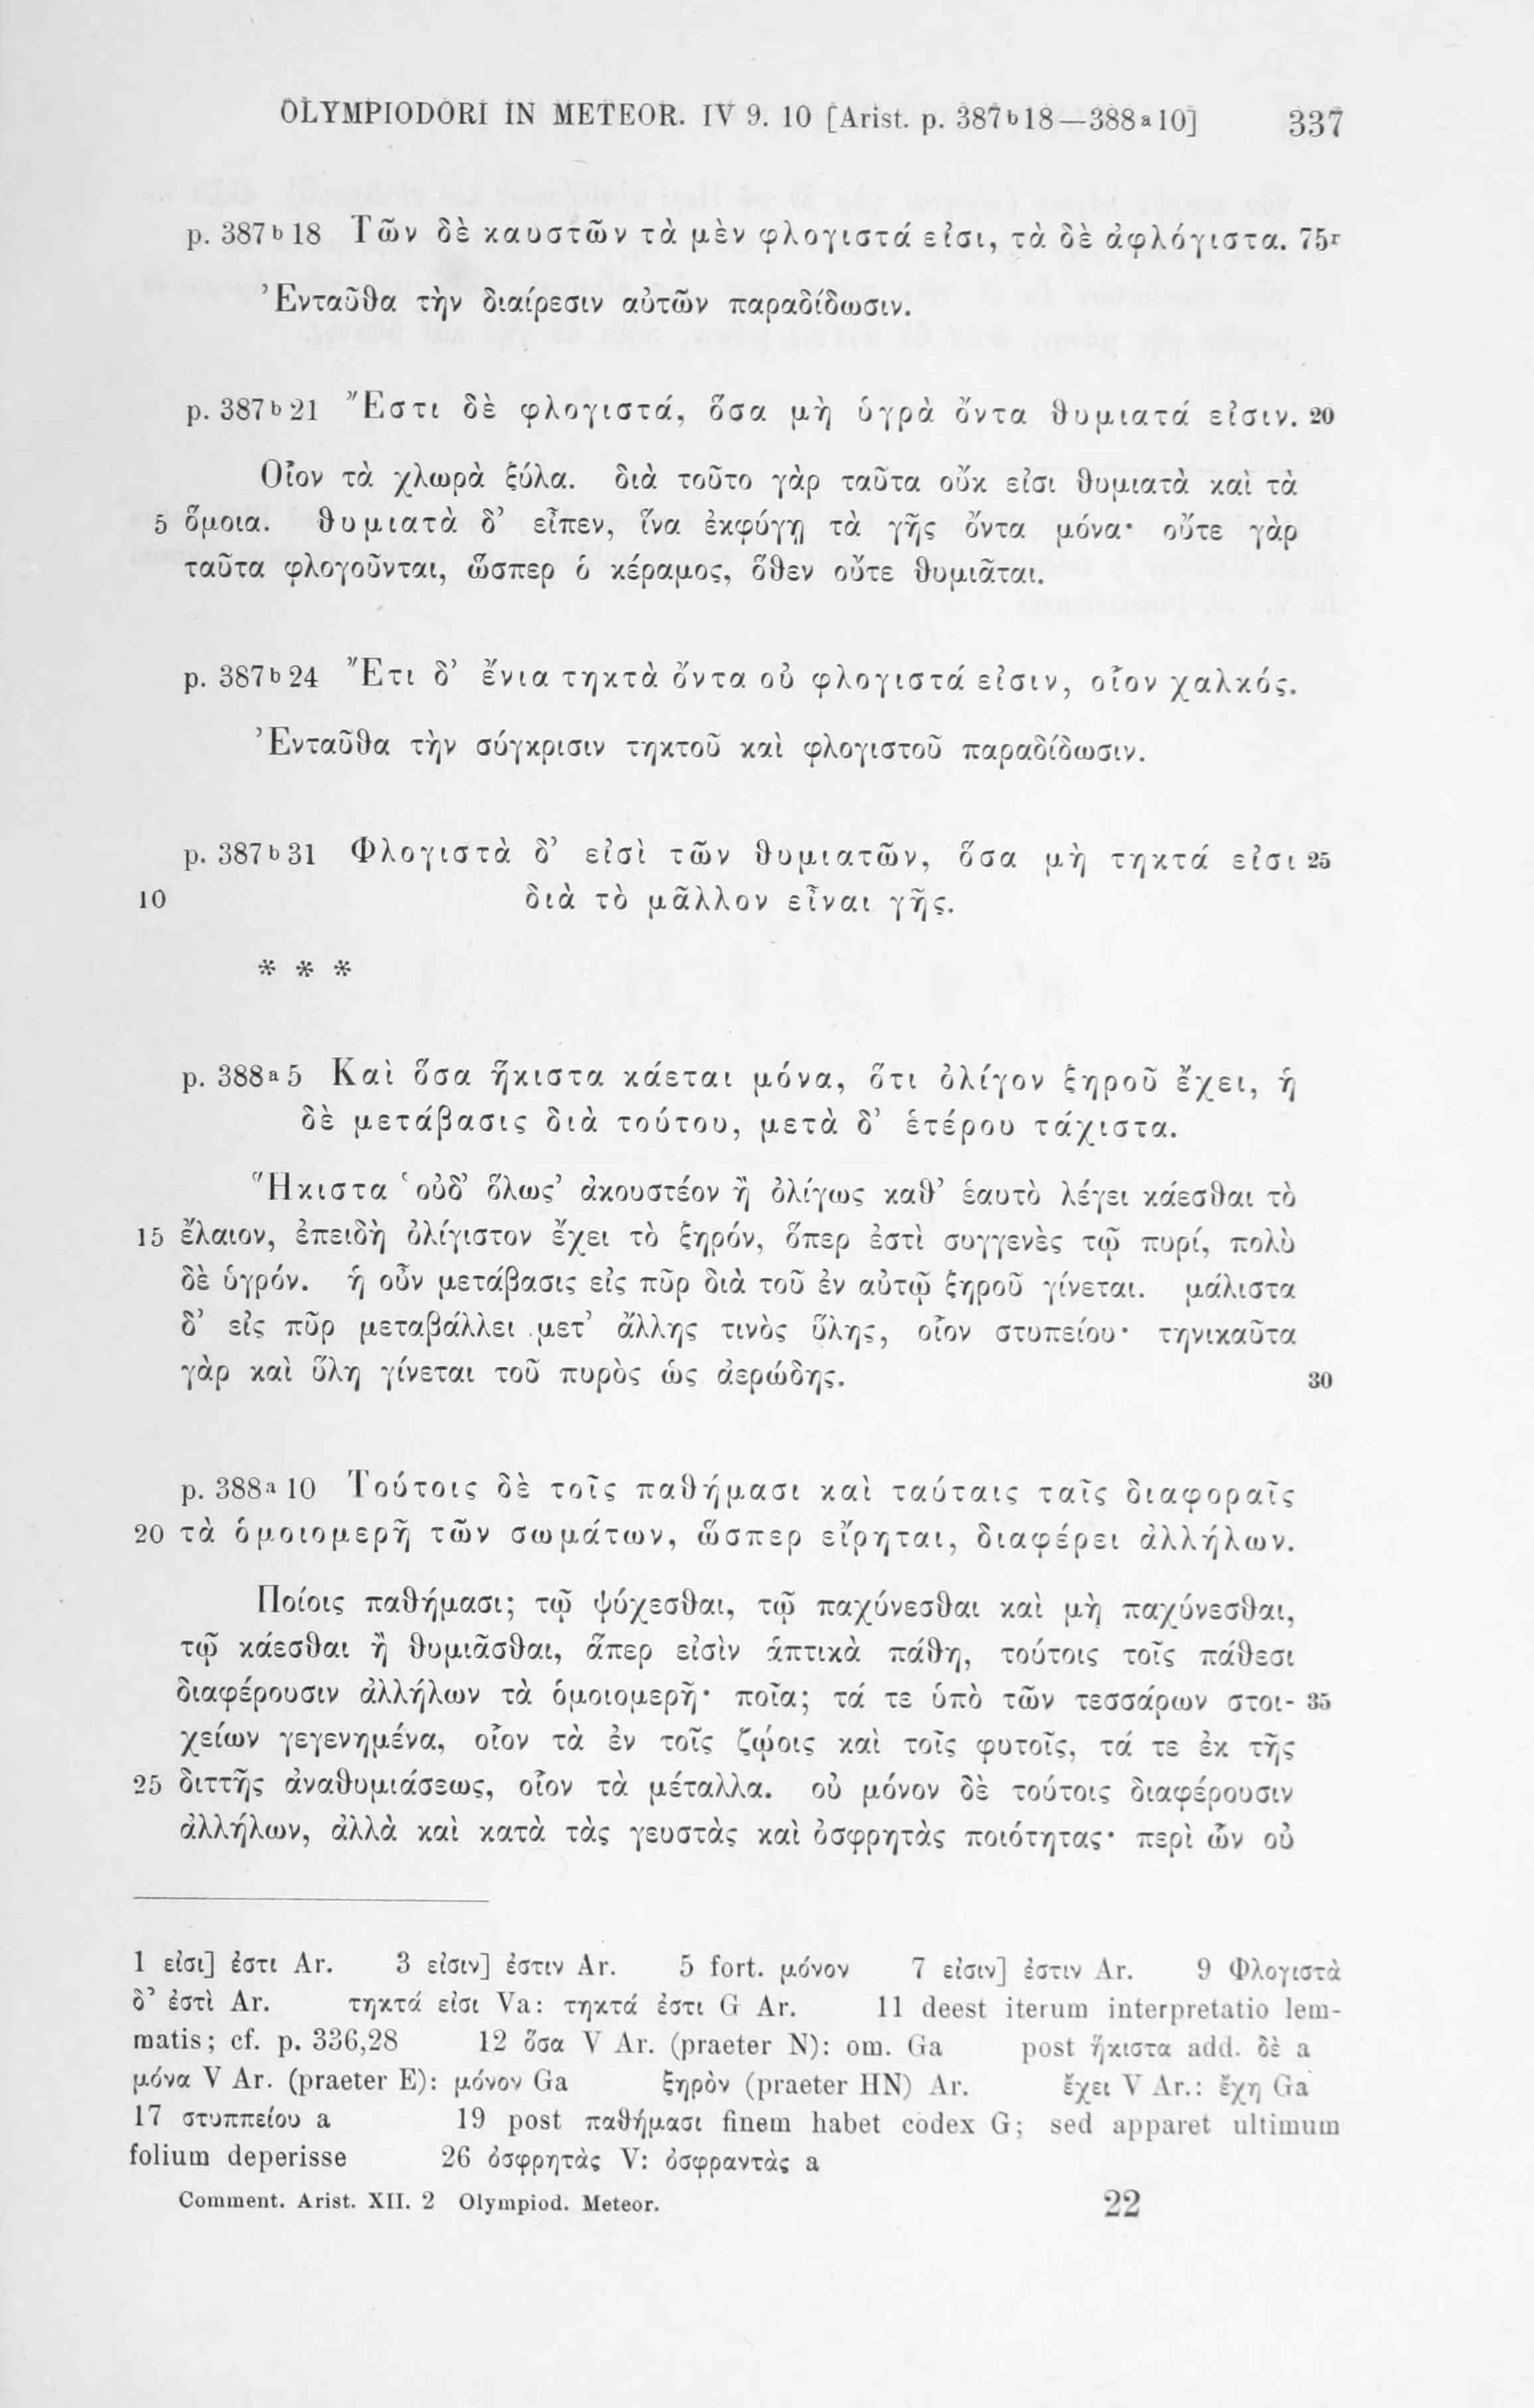 OLYMPIODORI IN METEOR. IV 9. 10 [Arist. p. 387b18—388a10] 337
p. 387b18 Τῶν δὲ καυστῶν τὰ μὲν φλογιστά εἰσι, τὰ δὲ ἀφλόγιστα. 75r
Ἐνταῦθα τὴν διαίρεσιν αὐτῶν παραδίδωσιν.
p. 387b21 Ἔστι δὲ φλογιστά, ὅσα μὴ ὑγρὰ ὄντα θυμιατά εἰσιν. 20
Οἷον τὰ χλωρὰ ξύλα. διὰ τοῦτο γὰρ ταῦτα οὔκ εἰσι θυμιατὰ καὶ τὰ
5 ὅμοια. θυμιατὰ δ’ εἶπεν, ἵνα ἐκφύγῃ τὰ γῆς ὄντα μόνα· οὔτε γὰρ
ταῦτα φλογοῦνται, ὥσπερ ὁ κέραμος, ὅθεν οὔτε θυμιᾶται.
p. 387b24 Ἔτι δ’ ἔνια τηκτὰ ὄντα οὐ φλογιστά εἰσιν, οἷον χαλκός.
Ἐνταῦθα τὴν σύγκρισιν τηκτοῦ καὶ φλογιστοῦ παραδίδωσιν.
p. 387b31 Φλογιστὰ δ’ εἰσὶ τῶν θυμιατῶν, ὅσα μὴ τηκτά εἰσι 25
10 διὰ τὸ μᾶλλον εἶναι γῆς.
* * *
p. 388a5 Καὶ ὅσα ἥκιστα κάεται μόνα, ὅτι ὀλίγον ξηροῦ ἔχει, ἡ
δὲ μετάβασις διὰ τούτου, μετὰ δ’ ἑτέρου τάχιστα.
Ἥκιστα ‘οὐδ’ ὅλως’ ἀκουστέον ἢ ὀλίγως καθ’ ἑαυτὸ λέγει κάεσθαι τὸ
15 ἔλαιον, ἐπειδὴ ὀλίγιστον ἔχει τὸ ξηρόν, ὅπερ ἐστὶ συγγενὲς τῷ πυρί, πολὺ
δὲ ὑγρόν. ἡ οὖν μετάβασις εἰς πῦρ διὰ τοῦ ἐν αὐτῷ ξηροῦ γίνεται. μάλιστα
δ’ εἰς πῦρ μεταβάλλει μετ’ ἄλλης τινὸς ὕλης, οἷον στυπείου· τηνικαῦτα
γὰρ καὶ ὕλη γίνεται τοῦ πυρὸς ὡς ἀερώδης. 30
p. 388a10 Τούτοις δὲ τοῖς παθήμασι καὶ ταύταις ταῖς διαφοραῖς
20 τὰ ὁμοιομερῆ τῶν σωμάτων, ὥσπερ εἴρηται, διαφέρει ἀλλήλων.
Ποίοις παθήμασι; τῷ ψύχεσθαι, τῷ παχύνεσθαι καὶ μὴ παχύνεσθαι,
τῷ κάεσθαι ἢ θυμιᾶσθαι, ἅπερ εἰσὶν ἁπτικὰ πάθη, τούτοις τοῖς πάθεσι
διαφέρουσιν ἀλλήλων τὰ ὁμοιομερῆ· ποῖα; τά τε ὑπὸ τῶν τεσσάρων στοι- 35
χείων γεγενημένα, οἷον τὰ ἐν τοῖς ζῴοις καὶ τοῖς φυτοῖς, τά τε ἐκ τῆς
25 διττῆς ἀναθυμιάσεως, οἷον τὰ μέταλλα. οὐ μόνον δὲ τούτοις διαφέρουσιν
ἀλλήλων, ἀλλὰ καὶ κατὰ τὰς γευστὰς καὶ ὀσφρητὰς ποιότητας· περὶ ὧν οὐ
1 εἰσι] ἐστι Ar. 3 εἰσιν] ἐστιν Ar. 5 fort. μόνον 7 εἰσιν] ἐστιν Ar. 9 Φλογιστὰ
δ’ ἐστὶ Ar. τηκτά εἰσι Va: τηκτά ἐστι G Ar. 11 deest iterum interpretatio lem-
matis; cf. p. 336,28 12 ὅσα V Ar. (praeter N): om. Ga post ἥκιστα add. δὲ a
μόνα V Ar. (praeter E): μόνον Ga ξηρὸν (praeter HN) Ar. ἔχει V Ar.: ἔχῃ Ga
17 στυππείου a 19 post παθήμασι finem habet codex G; sed apparet ultimum
folium deperisse 26 ὀσφρητὰς V: ὀσφραντὰς a
Comment. Arist. XII. 2 Olympiod. Meteor. 22